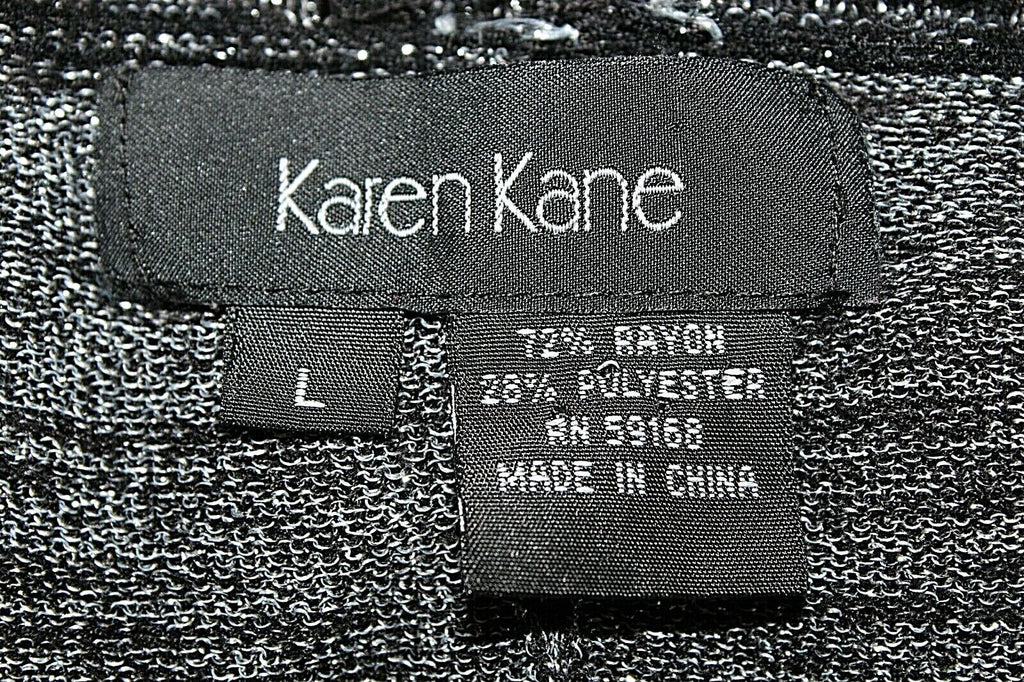 Karen Kane
L
72% RAYON
28% POLYESTER
RN 59168
MADE IN CHINA